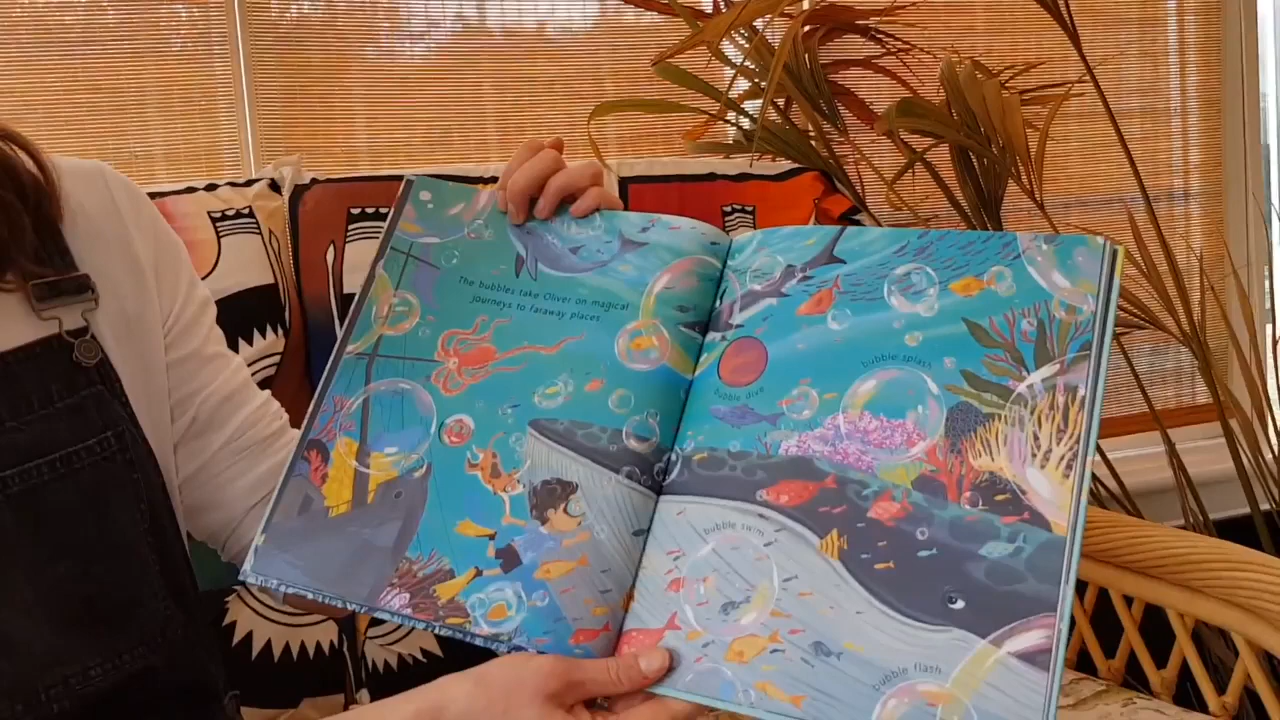 The bubbles take Oliver on magical
journeys to faraway places.
bubble splash
bubble dive
bubble swim
bubble flash